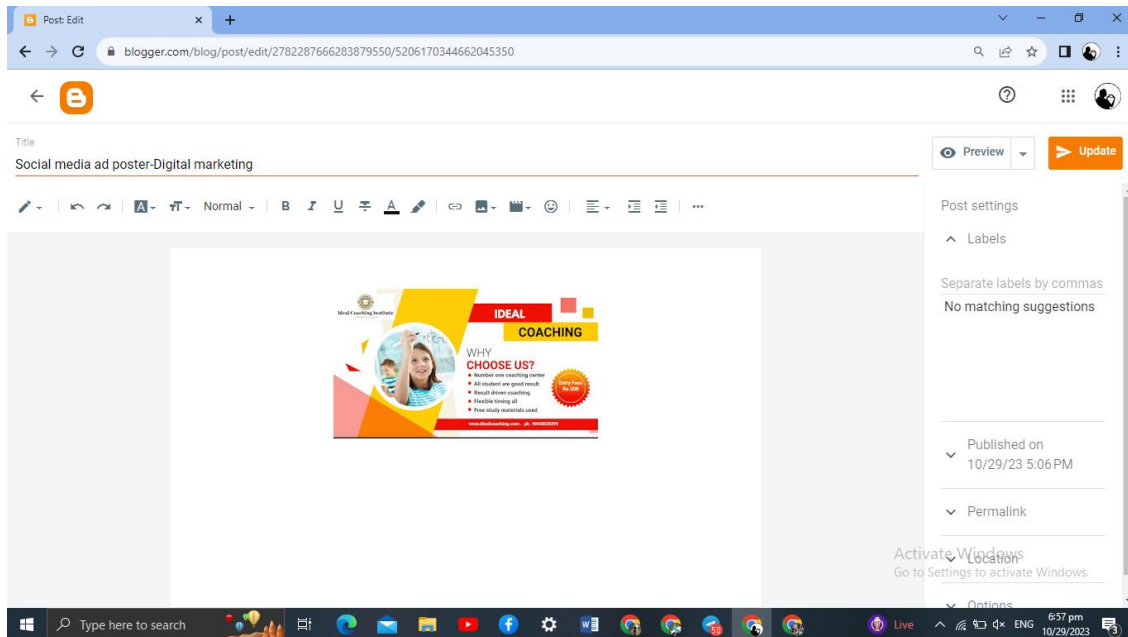 Post: Edit
blogger.com/blog/post/edit/2782287666283879550/5206170344662045350
Title
Social media ad poster-Digital marketing
Preview
Update
Normal
B I U A
Post settings
Labels
Separate labels by commas
No matching suggestions
Published on
10/29/23 5:06 PM
Permalink
Location
Options
Ideal Coaching Institute
IDEAL
COACHING
WHY
CHOOSE US?
Number one coaching center
All student are good result
Result driven coaching
Flexible timing all
Free study materials used
Entry Fees
Rs.500
Activate Windows
Go to Settings to activate Windows.
Type here to search
Live
ENG
6:57 pm
10/29/2023